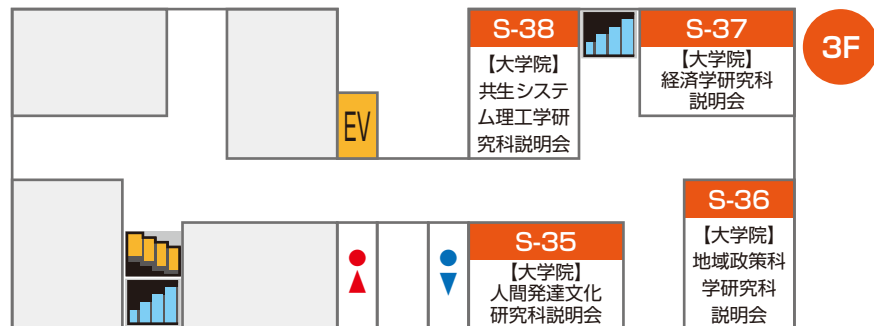 S-38
【大学院】
共生システ
ム理工学研
究科説明会
S-37
【大学院】
経済学研究科
説明会
3F
EV
S-35
【大学院】
人間発達文化
研究科説明会
S-36
【大学院】
地域政策科
学研究科
説明会